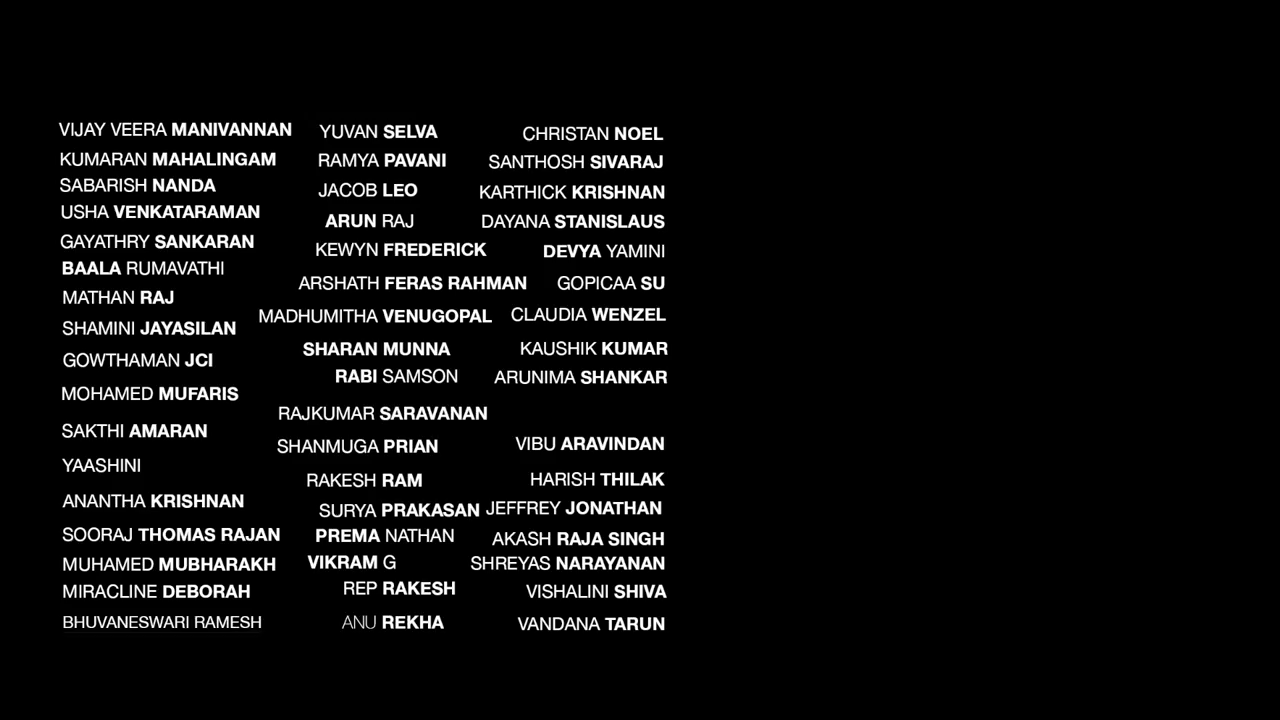 VIJAY VEERA MANIVANNAN
KUMARAN MAHALINGAM
SABARISH NANDA
USHA VENKATARAMAN
GAYATHRY SANKARAN
BAALA RUMAVATHI
MATHAN RAJ
SHAMINI JAYASILAN
GOWTHAMAN JCI
MOHAMED MUFARIS
SAKTHI AMARAN
YAASHINI
ANANTHA KRISHNAN
SOORAJ THOMAS RAJAN
MUHAMED MUBHARAKH
MIRACLINE DEBORAH
BHUVANESWARI RAMESH
YUVAN SELVA
RAMYA PAVANI
JACOB LEO
ARUN RAJ
KEWYN FREDERICK
ARSHATH FERAS RAHMAN
MADHUMITHA VENUGOPAL
SHARAN MUNNA
RABI SAMSON
RAJKUMAR SARAVANAN
SHANMUGA PRIAN
RAKESH RAM
SURYA PRAKASAN
PREMA NATHAN
VIKRAM G
REP RAKESH
ANU REKHA
CHRISTAN NOEL
SANTHOSH SIVARAJ
KARTHICK KRISHNAN
DAYANA STANISLAUS
DEVYA YAMINI
GOPICAA SU
CLAUDIA WENZEL
KAUSHIK KUMAR
ARUNIMA SHANKAR
VIBU ARAVINDAN
HARISH THILAK
JEFFREY JONATHAN
AKASH RAJA SINGH
SHREYAS NARAYANAN
VISHALINI SHIVA
VANDANA TARUN